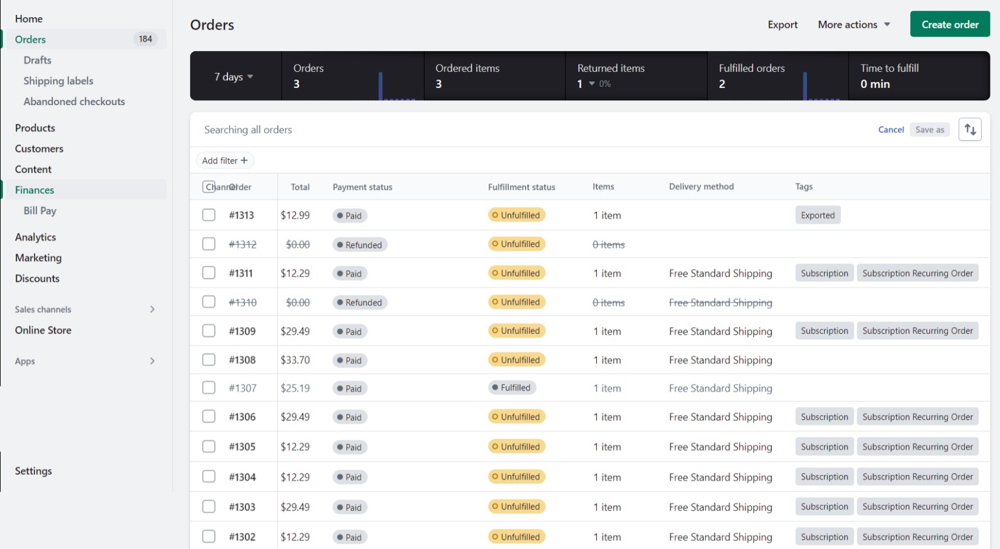 Home
Orders 184
Drafts
Shipping labels
Abandoned checkouts
Products
Customers
Content
Finances
Bill Pay
Analytics
Marketing
Discounts
Sales channels
Online Store
Apps
Settings
Orders
Export More actions Create order
7 days
Orders
3
Ordered items
3
Returned items
1 0%
Fulfilled orders
2
Time to fulfill
0 min
Searching all orders Cancel Save as
Add filter +
Channel Order Total Payment status Fulfillment status Items Delivery method Tags
#1313 $12.99 Paid Unfulfilled 1 item Exported
#1312 $0.00 Refunded Unfulfilled 0 items
#1311 $12.29 Paid Unfulfilled 1 item Free Standard Shipping Subscription Subscription Recurring Order
#1310 $0.00 Refunded Unfulfilled 0 items Free Standard Shipping
#1309 $29.49 Paid Unfulfilled 1 item Free Standard Shipping Subscription Subscription Recurring Order
#1308 $33.70 Paid Unfulfilled 1 item Free Standard Shipping
#1307 $25.19 Paid Fulfilled 1 item Free Standard Shipping
#1306 $29.49 Paid Unfulfilled 1 item Free Standard Shipping Subscription Subscription Recurring Order
#1305 $12.29 Paid Unfulfilled 1 item Free Standard Shipping Subscription Subscription Recurring Order
#1304 $12.29 Paid Unfulfilled 1 item Free Standard Shipping Subscription Subscription Recurring Order
#1303 $29.49 Paid Unfulfilled 1 item Free Standard Shipping Subscription Subscription Recurring Order
#1302 $12.29 Paid Unfulfilled 1 item Free Standard Shipping Subscription Subscription Recurring Order